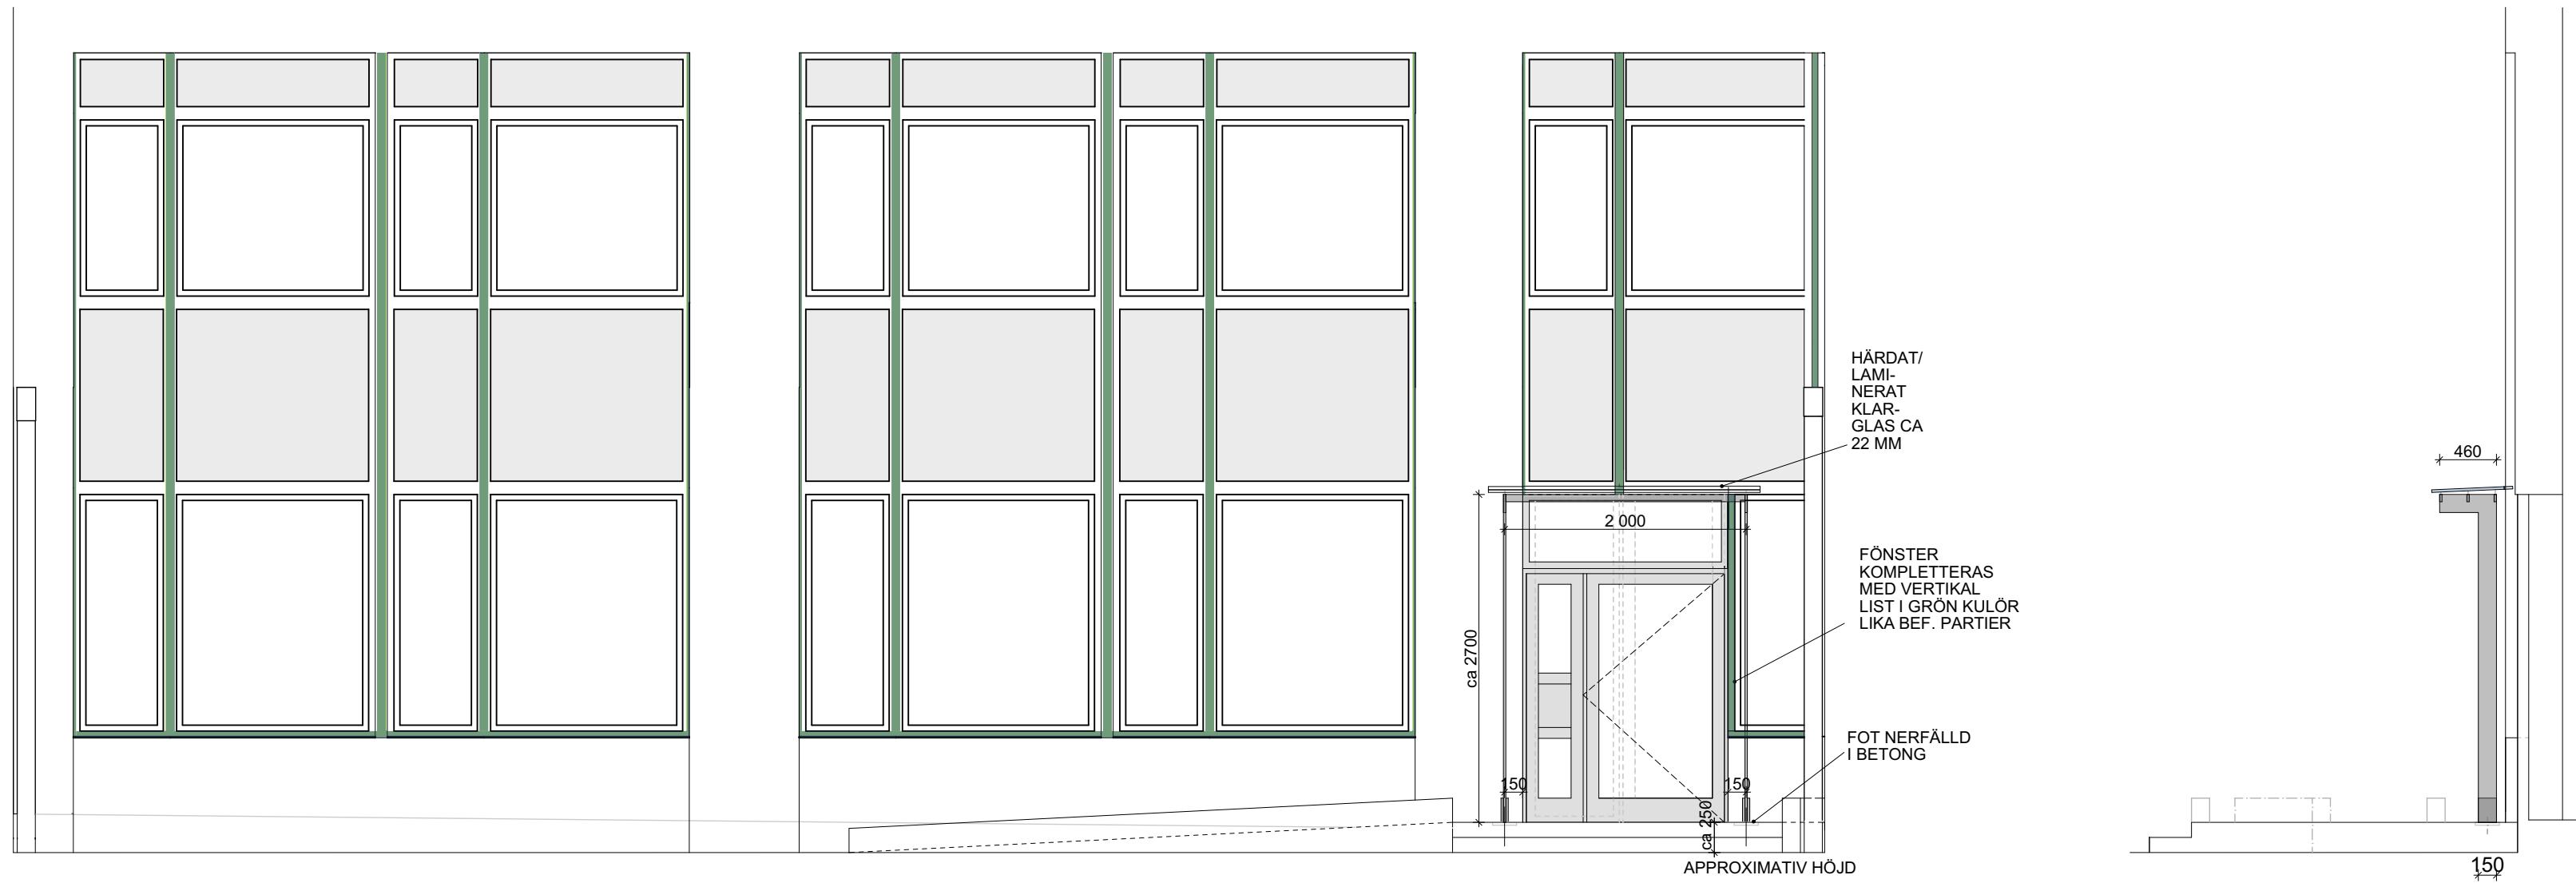 HÄRDAT/
LAMI-
NERAT
KLAR-
GLAS CA
22 MM
460
2 000
FÖNSTER
KOMPLETTERAS
MED VERTIKAL
LIST I GRÖN KULÖR
LIKA BEF. PARTIER
ca 2700
FOT NERFÄLLD
I BETONG
150
150
ca 250
APPROXIMATIV HÖJD
150